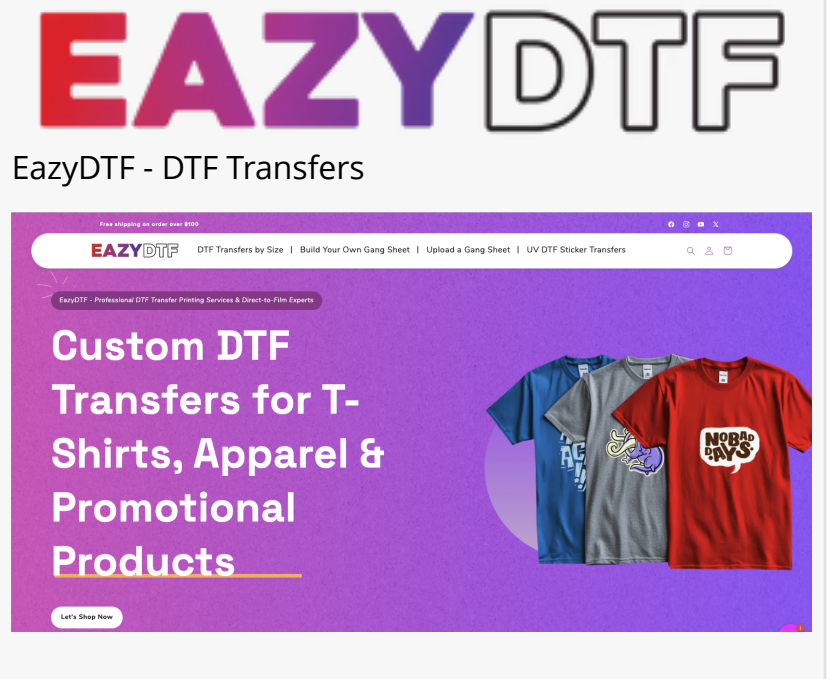 EAZYDTF
EazyDTF - DTF Transfers
Free shipping on order over $100
EAZYDTF
DTF Transfers by Size | Build Your Own Gang Sheet | Upload a Gang Sheet | UV DTF Sticker Transfers
EazyDTF - Professional DTF Transfer Printing Services & Direct-to-Film Experts
Custom DTF
Transfers for T-
Shirts, Apparel &
Promotional
Products
NOBAD
DAYS.
Let's Shop Now